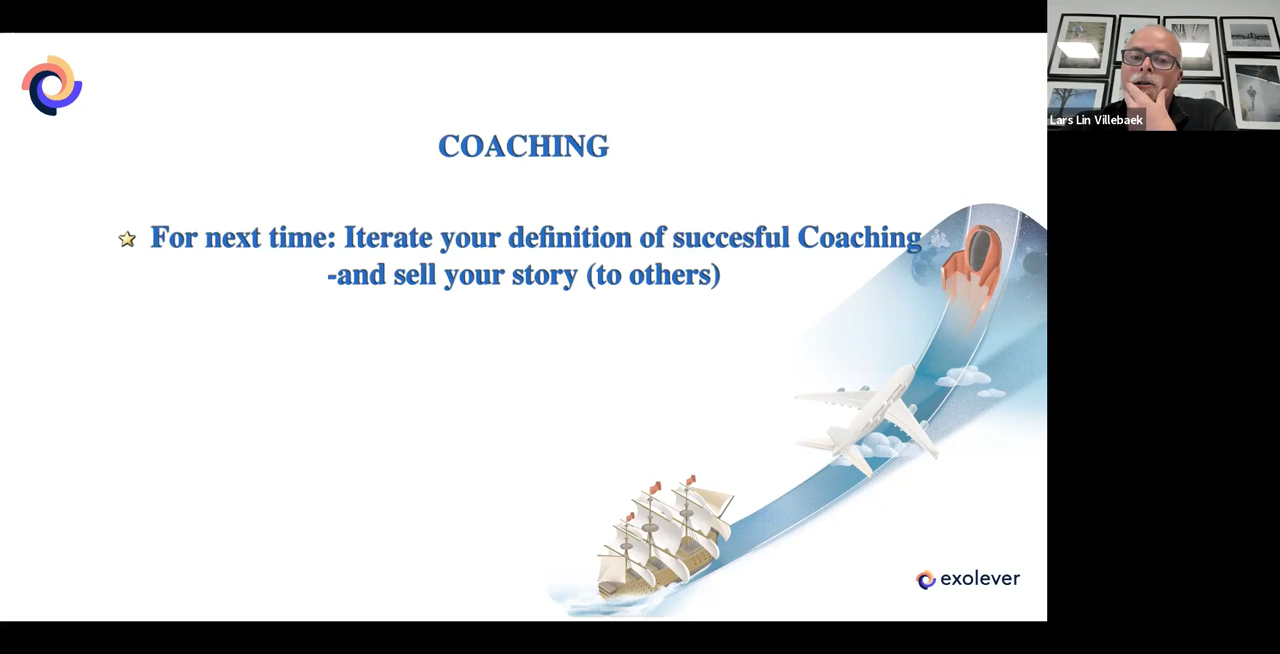 Lars Lin Villebaek
COACHING
For next time: Iterate your definition of succesful Coaching
-and sell your story (to others)
exolever